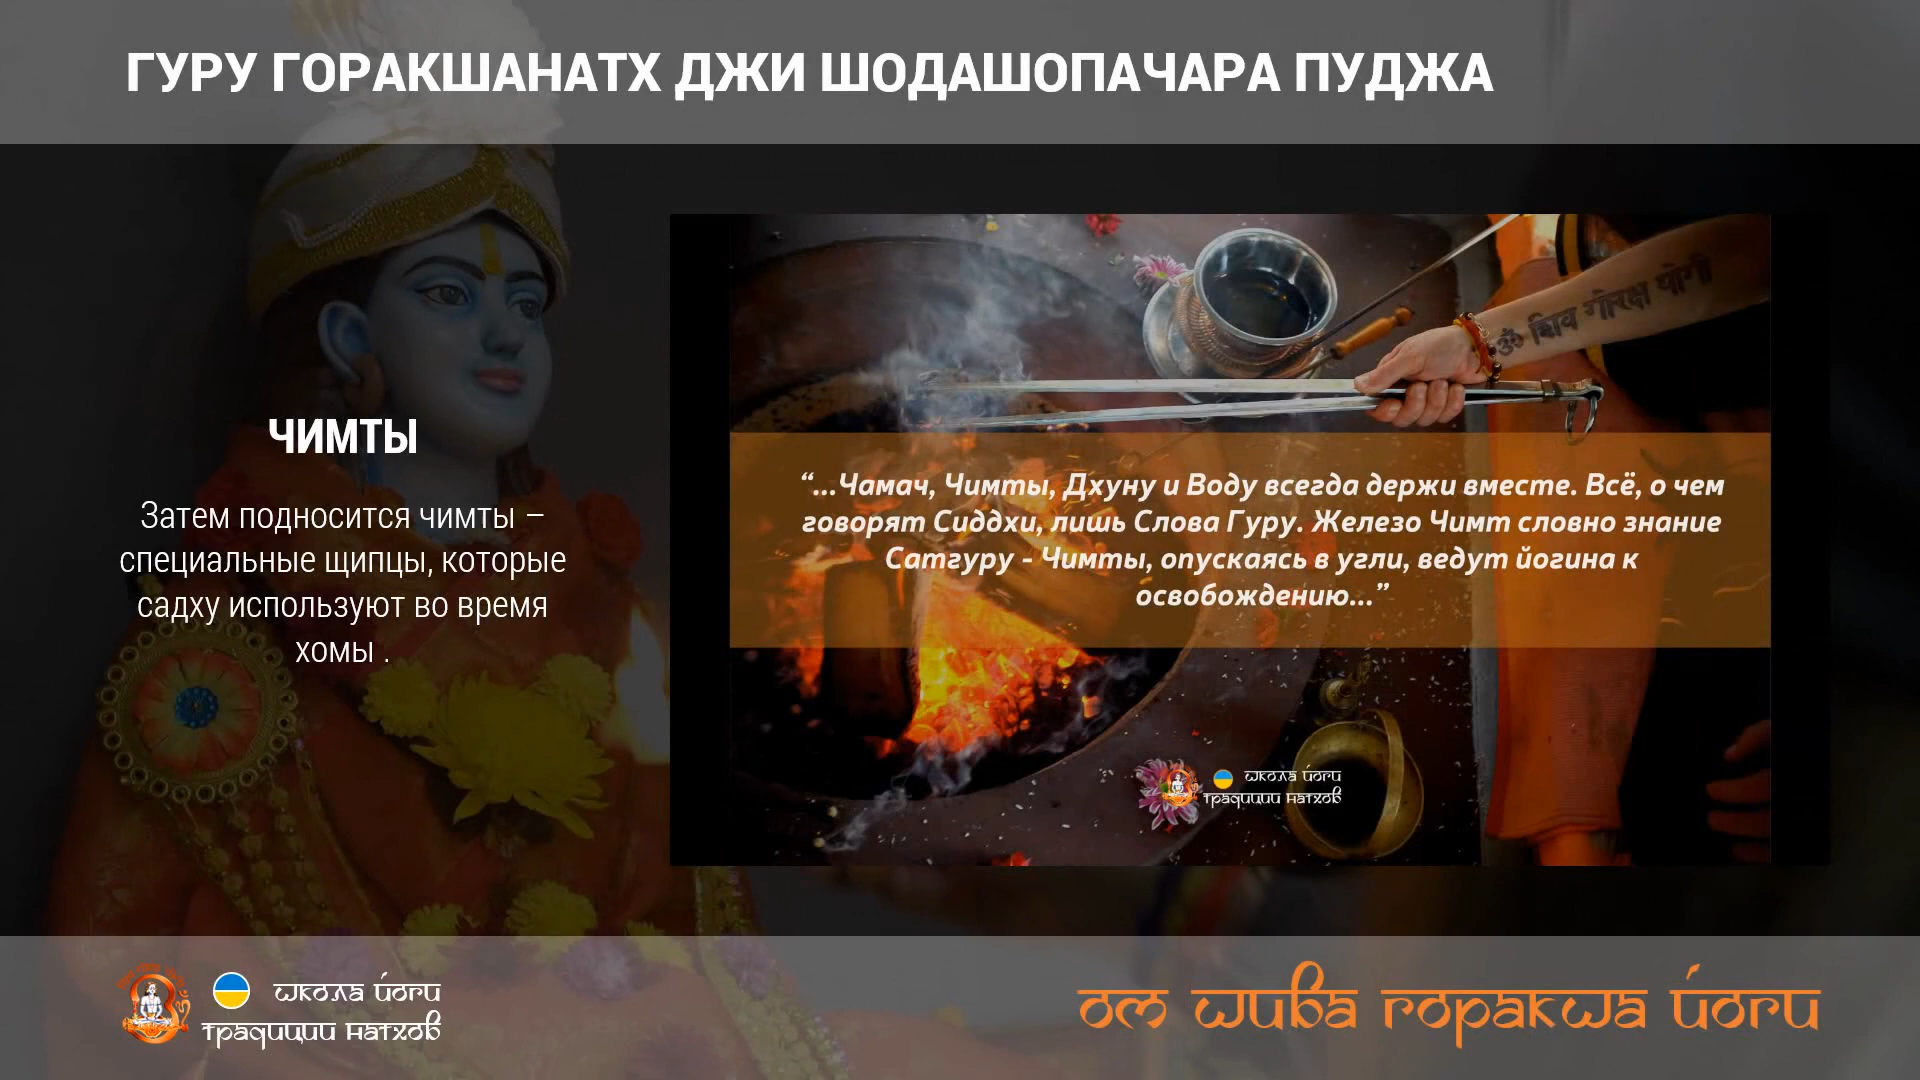 ГУРУ ГОРАКШАНАТХ ДЖИ ШОДАШОПАЧАРА ПУДЖА
ЧИМТЫ
Затем подносится чимты –
специальные щипцы, которые
садху используют во время
хомы .
ॐ शिव गोरक्ष योगी
“...Чамач, Чимты, Дхуну и Воду всегда держи вместе. Всё, о чем
говорят Сиддхи, лишь Слова Гуру. Железо Чимт словно знание
Сатгуру - Чимты, опускаясь в угли, ведут йогина к
освобождению...”
школа йоги
традиции натхов
школа йоги
традиции натхов
ом шива горакша йоги